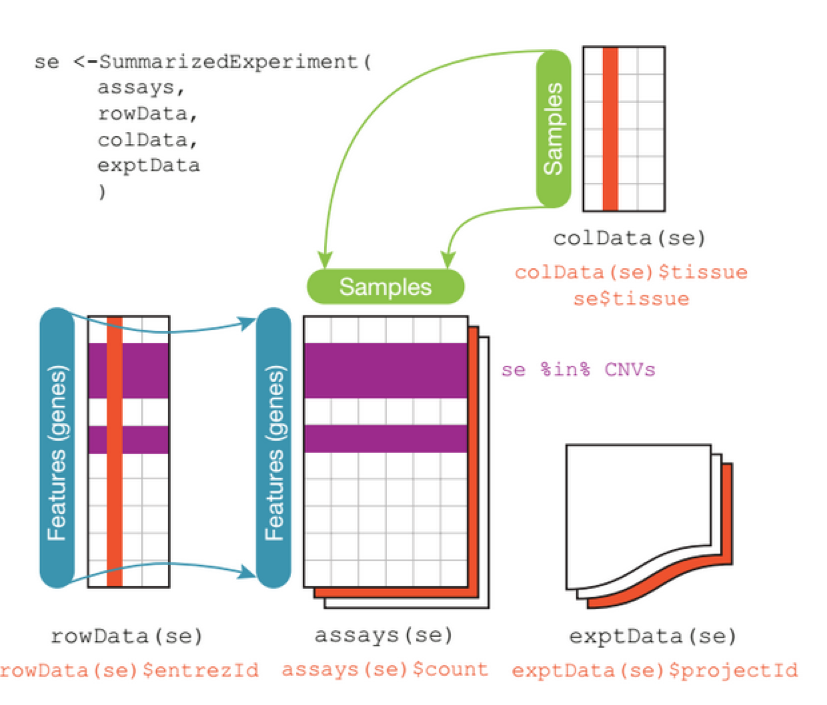 se <-SummarizedExperiment(
assays,
rowData,
colData,
exptData
)
Samples
colData(se)
colData(se)$tissue
se$tissue
Samples
Features (genes)
Features (genes)
se %in% CNVs
rowData(se)
assays(se)
exptData(se)
rowData(se)$entrezId
assays(se)$count
exptData(se)$projectId